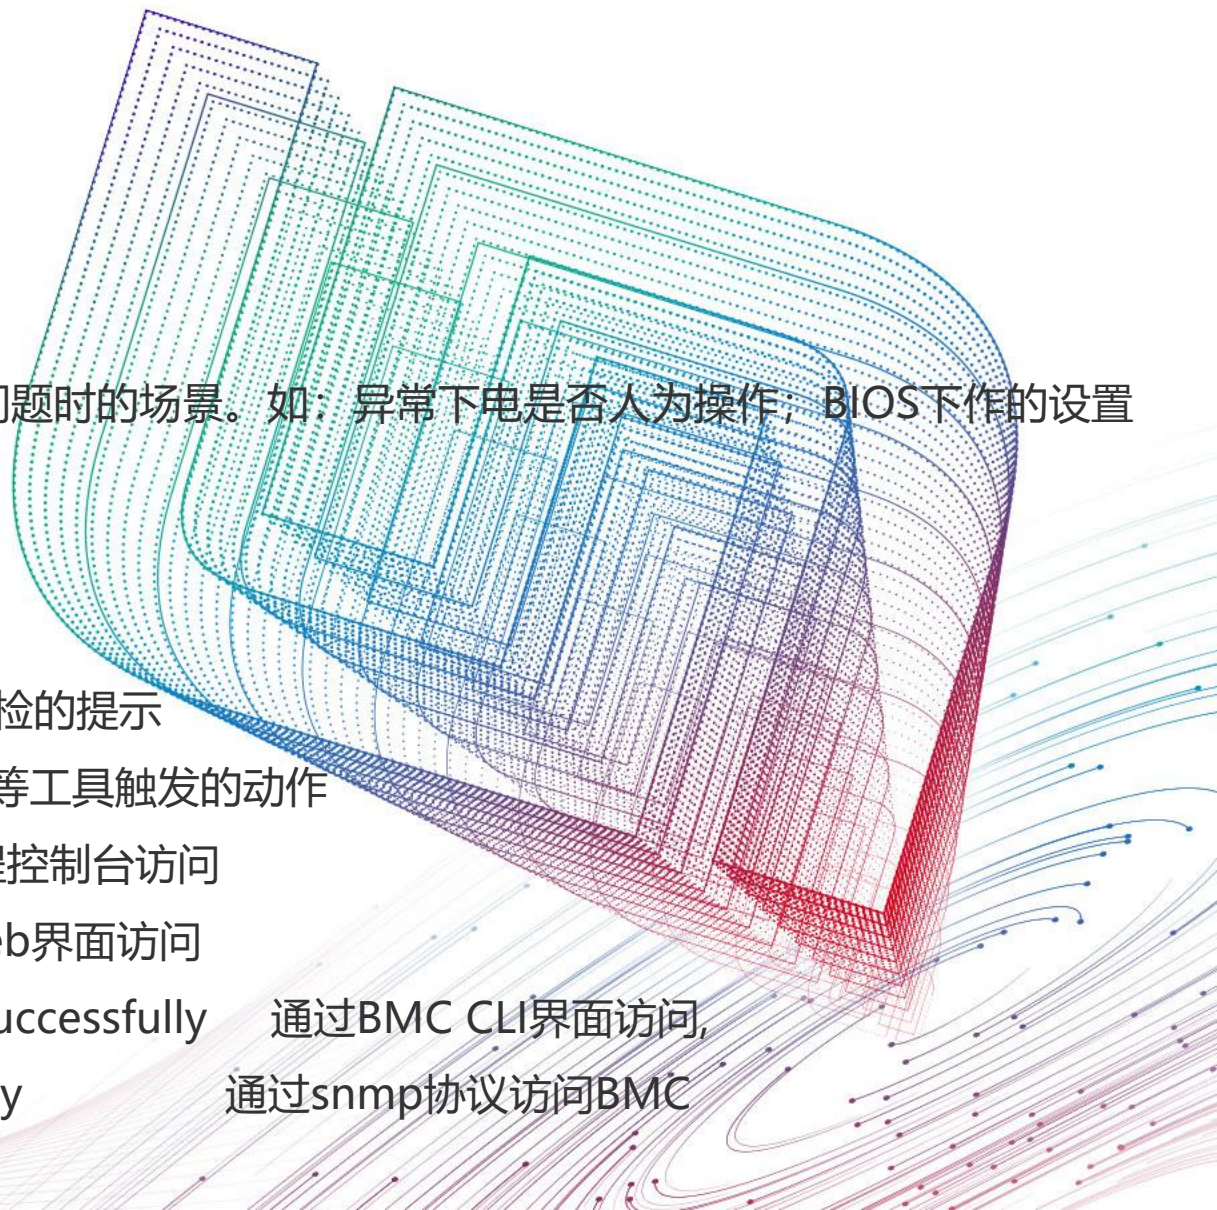 问题时的场景。如：异常下电是否人为操作；BIOS下作的设置
检的提示
等工具触发的动作
程控制台访问
eb界面访问
uccessfully 通过BMC CLI界面访问,
y 通过snmp协议访问BMC